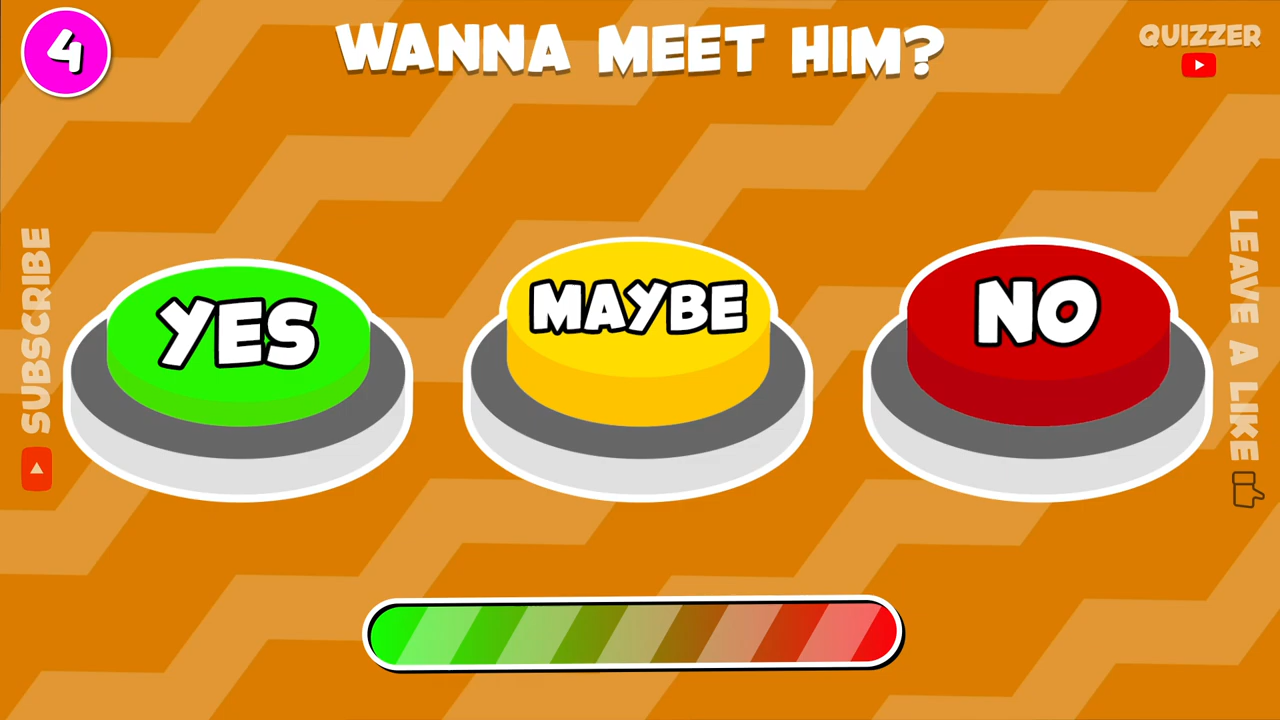 4
WANNA MEET HIM?
QUIZZER
SUBSCRIBE
YES
MAYBE
NO
LEAVE A LIKE